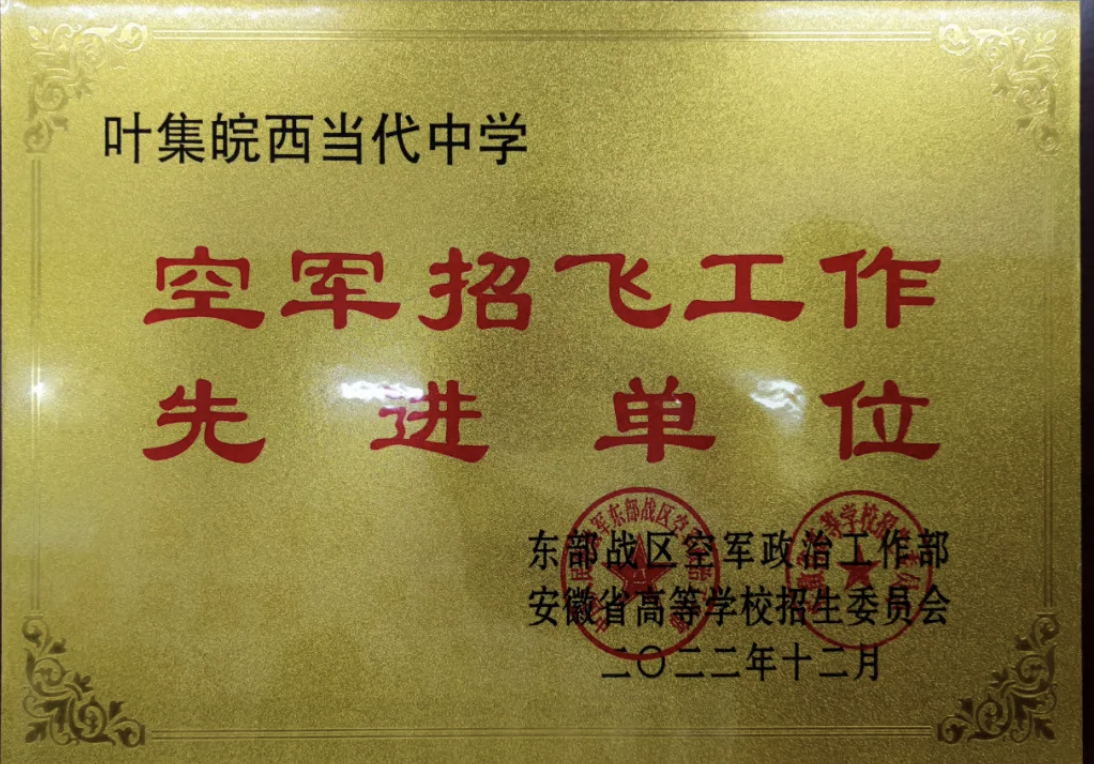 叶集皖西当代中学
空军招飞工作
先进单位
东部战区空军政治工作部
安徽省高等学校招生委员会
二〇二二年十二月